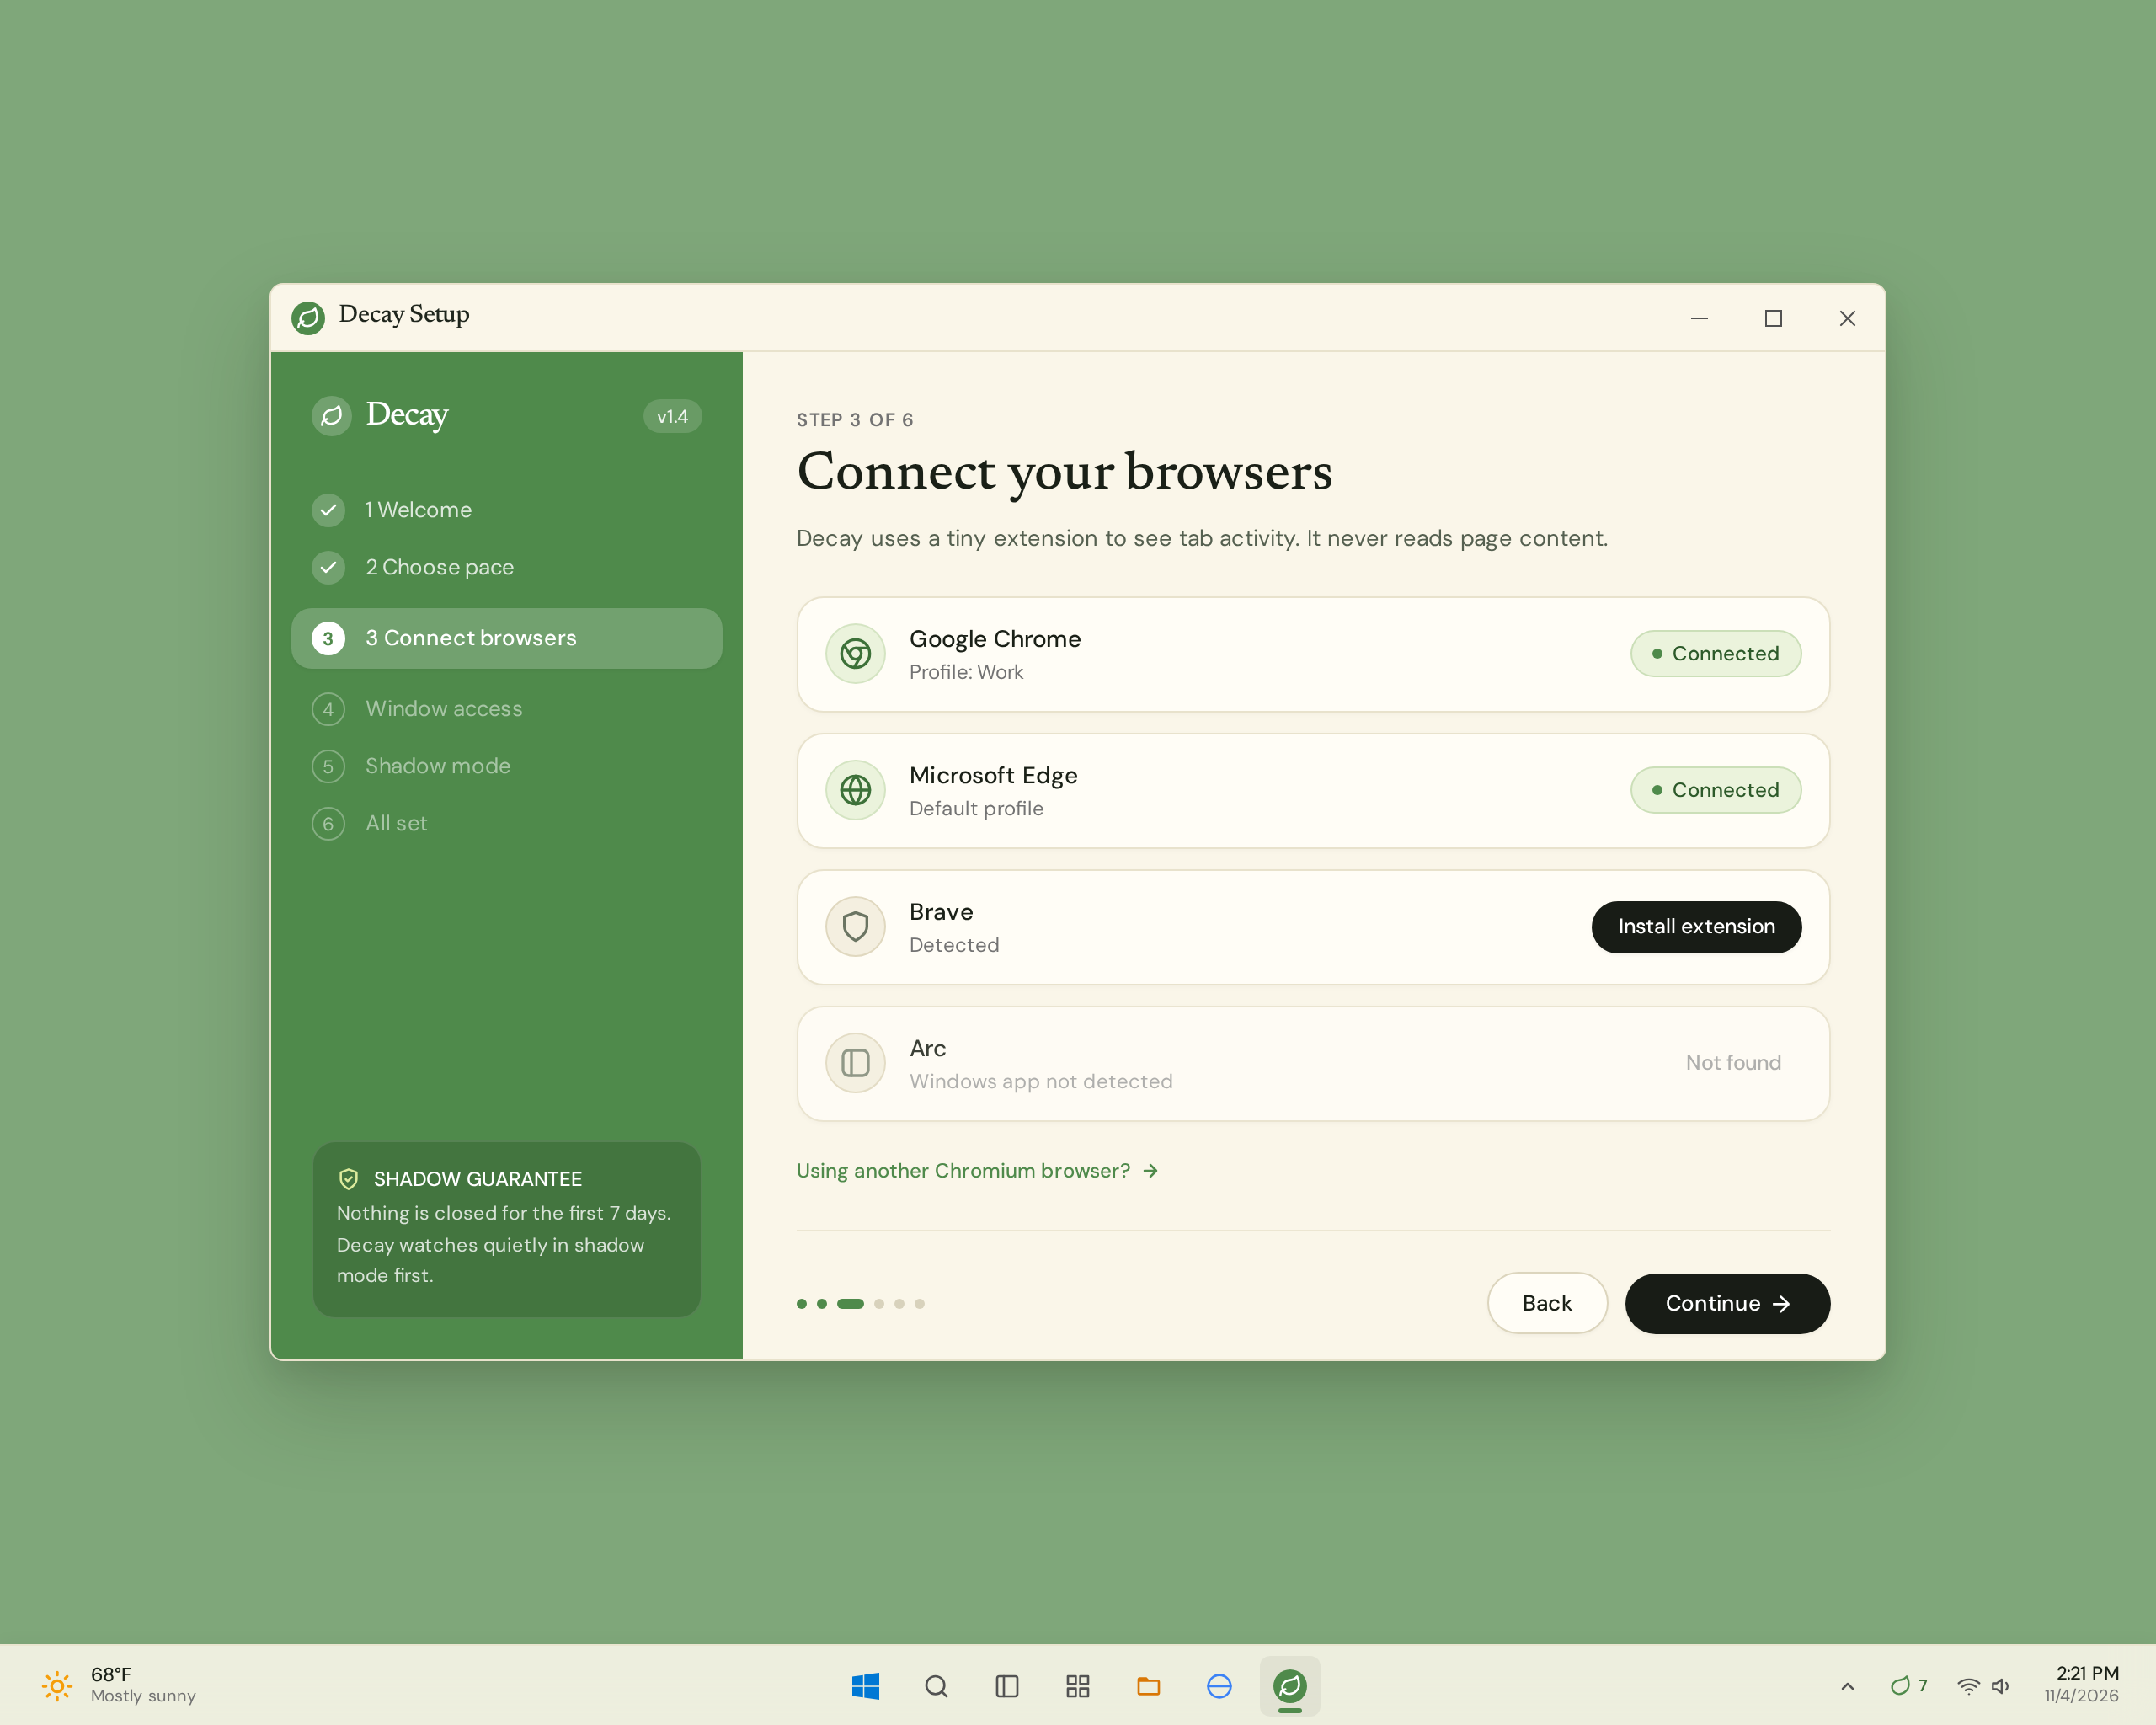 Decay Setup
Decay
v1.4
1 Welcome
2 Choose pace
3
3 Connect browsers
4
Window access
5
Shadow mode
6
All set
SHADOW GUARANTEE
Nothing is closed for the first 7 days.
Decay watches quietly in shadow
mode first.
STEP 3 OF 6
Connect your browsers
Decay uses a tiny extension to see tab activity. It never reads page content.
Google Chrome
Profile: Work
Connected
Microsoft Edge
Default profile
Connected
Brave
Detected
Install extension
Arc
Windows app not detected
Not found
Using another Chromium browser? →
Back
Continue →
68°F
Mostly sunny
7
2:21 PM
11/4/2026